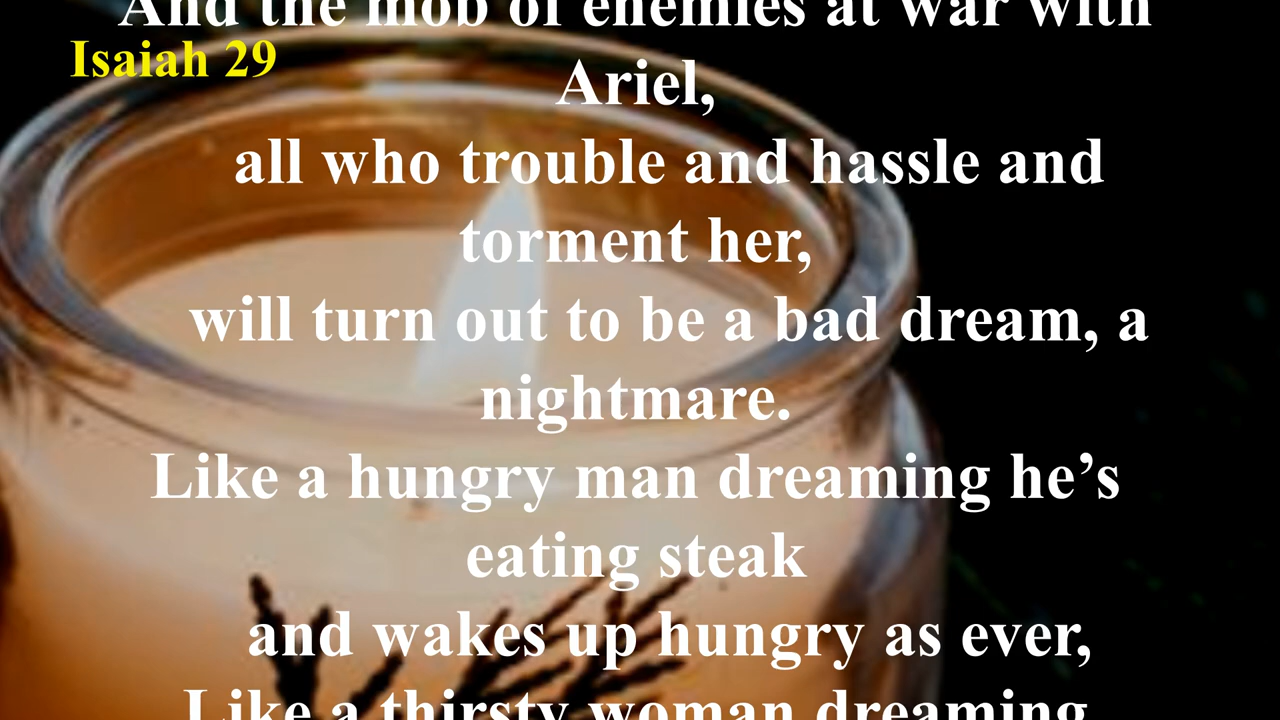 And the mob of enemies at war with
Isaiah 29
Ariel,
all who trouble and hassle and
torment her,
will turn out to be a bad dream, a
nightmare.
Like a hungry man dreaming he’s
eating steak
and wakes up hungry as ever,
Like a thirsty woman dreaming